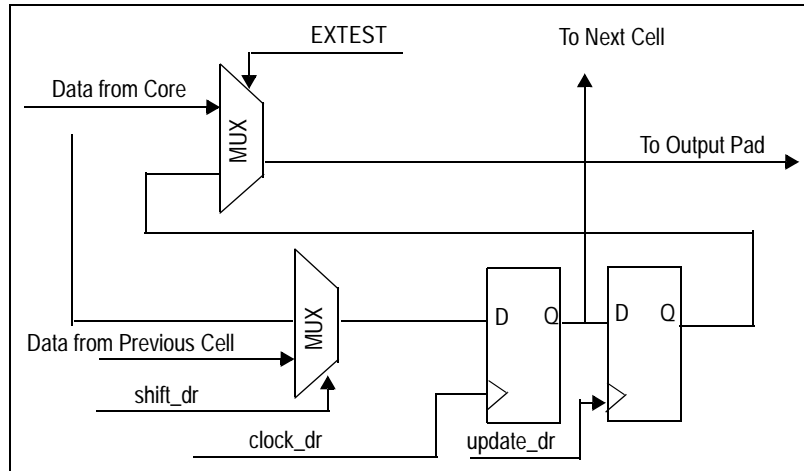 EXTEST
To Next Cell
Data from Core
MUX
To Output Pad
MUX
D Q
D Q
Data from Previous Cell
shift_dr
clock_dr
update_dr